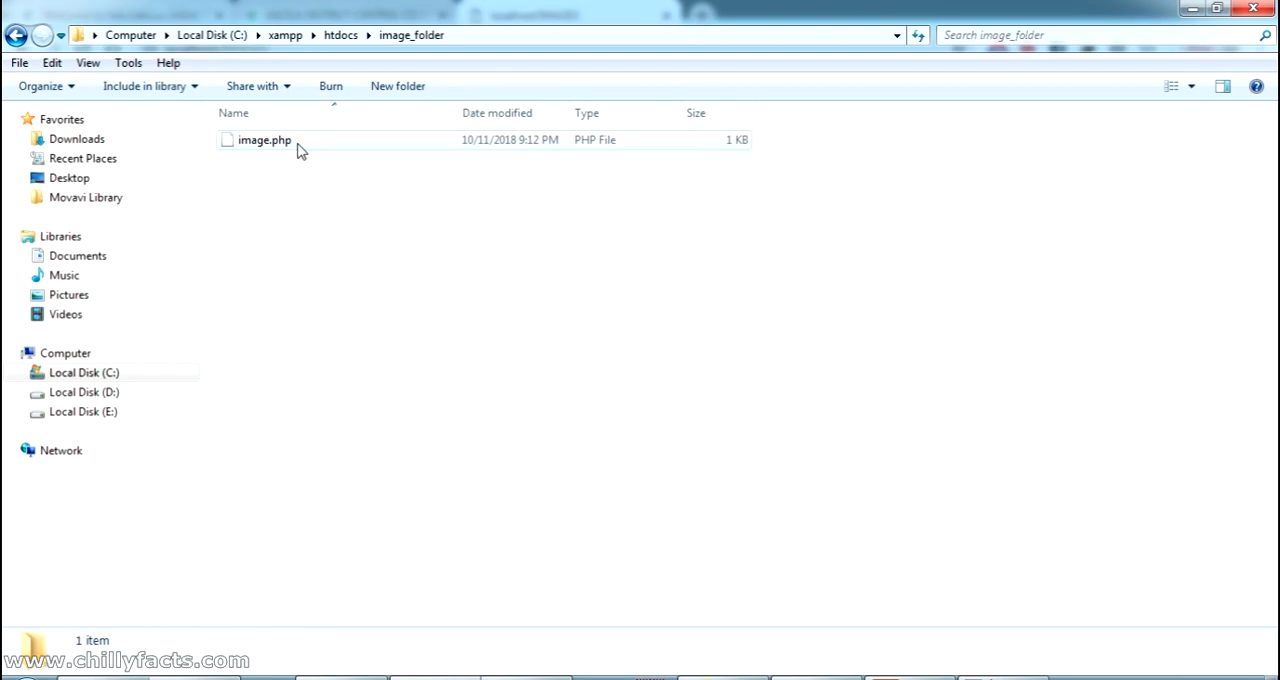 Computer Local Disk (C:) xampp htdocs image_folder
Search image_folder
File Edit View Tools Help
Organize Include in library Share with Burn New folder
Name Date modified Type Size
image.php 10/11/2018 9:12 PM PHP File 1 KB
Favorites
Downloads
Recent Places
Desktop
Movavi Library
Libraries
Documents
Music
Pictures
Videos
Computer
Local Disk (C:)
Local Disk (D:)
Local Disk (E:)
Network
1 item
www.chillyfacts.com